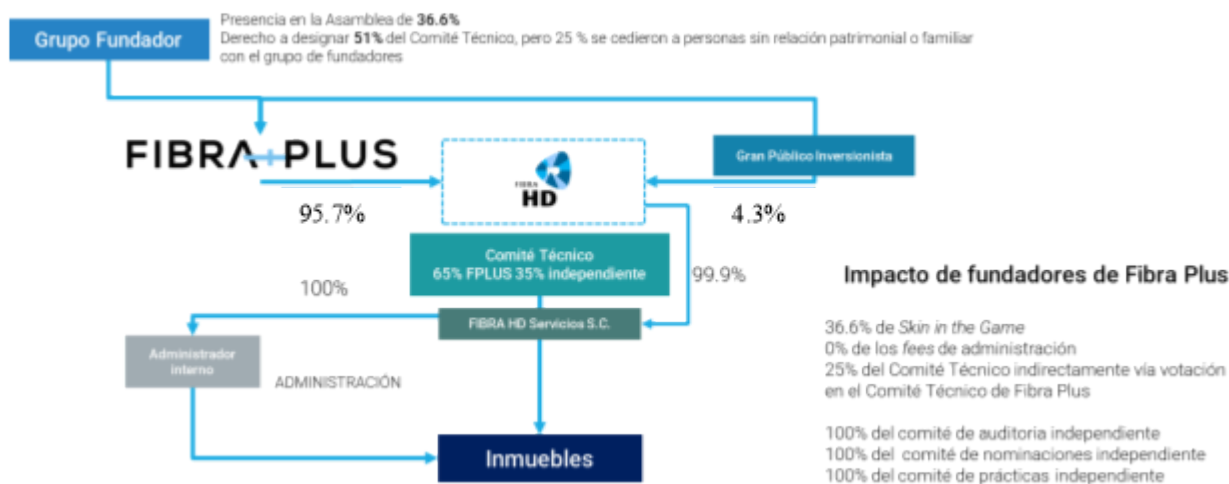 Presencia en la Asamblea de 36.6%
Grupo Fundador
Derecho a designar 51% del Comité Técnico, pero 25 % se cedieron a personas sin relación patrimonial o familiar
con el grupo de fundadores
FIBRA+PLUS
FIBRA
HD
Gran Público Inversionista
95.7%
4.3%
Comité Técnico
65% FPLUS 35% independiente
99.9%
100%
FIBRA HD Servicios S.C.
Administrador
interno
ADMINISTRACIÓN
Inmuebles
Impacto de fundadores de Fibra Plus
36.6% de Skin in the Game
0% de los fees de administración
25% del Comité Técnico indirectamente vía votación
en el Comité Técnico de Fibra Plus
100% del comité de auditoria independiente
100% del comité de nominaciones independiente
100% del comité de prácticas independiente